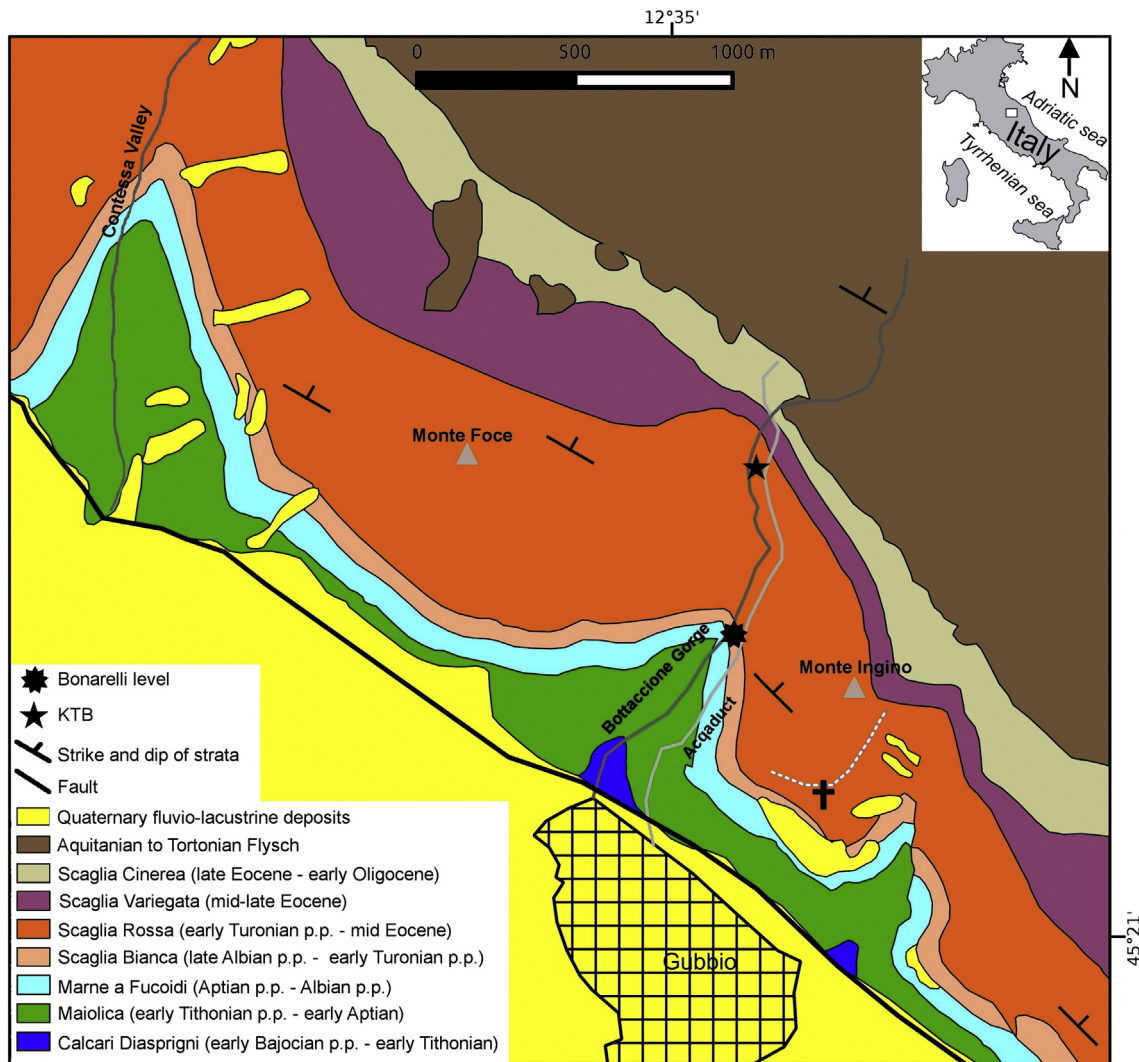 12°35'
0 500 1000 m
N
Adriatic sea
Italy
Tyrrhenian sea
Contessa Valley
Monte Foce
Bottaccione Gorge
Acqaduct
Monte Ingino
Gubbio
45°21'
Bonarelli level
KTB
Strike and dip of strata
Fault
Quaternary fluvio-lacustrine deposits
Aquitanian to Tortonian Flysch
Scaglia Cinerea (late Eocene - early Oligocene)
Scaglia Variegata (mid-late Eocene)
Scaglia Rossa (early Turonian p.p. - mid Eocene)
Scaglia Bianca (late Albian p.p. - early Turonian p.p.)
Marne a Fucoidi (Aptian p.p. - Albian p.p.)
Maiolica (early Tithonian p.p. - early Aptian)
Calcari Diasprigni (early Bajocian p.p. - early Tithonian)